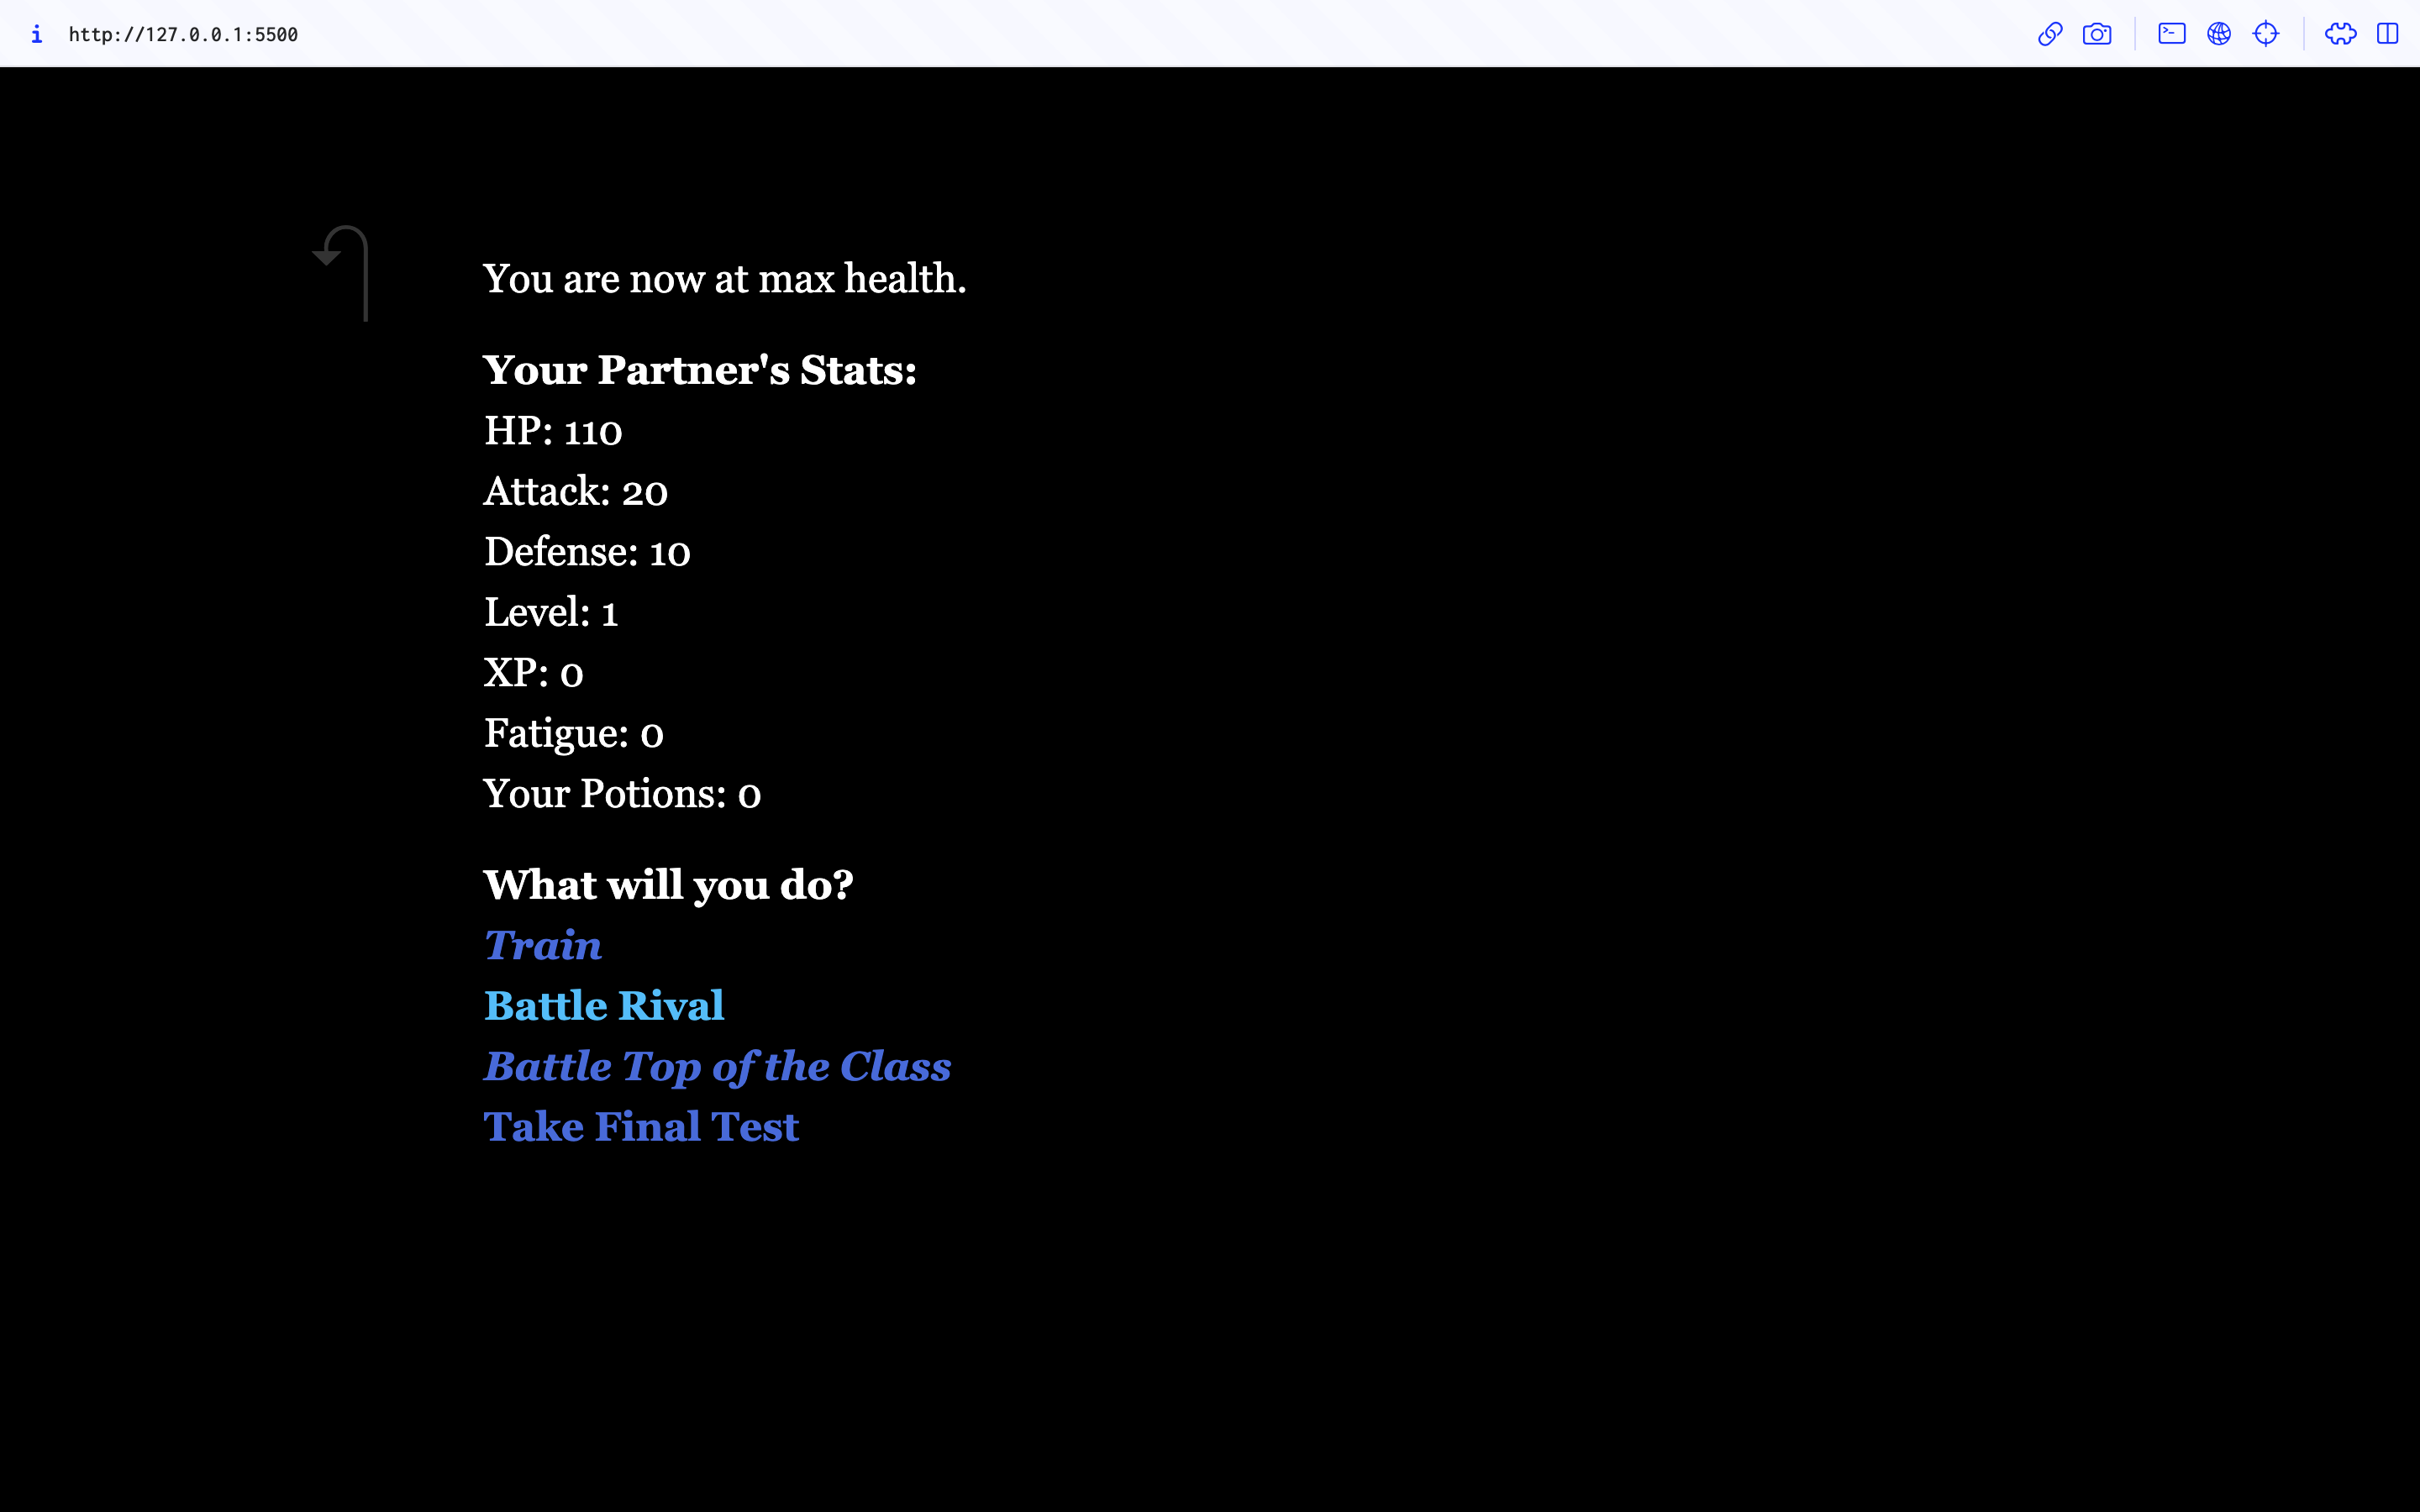 i http://127.0.0.1:5500
You are now at max health.
Your Partner's Stats:
HP: 110
Attack: 20
Defense: 10
Level: 1
XP: 0
Fatigue: 0
Your Potions: 0
What will you do?
Train
Battle Rival
Battle Top of the Class
Take Final Test